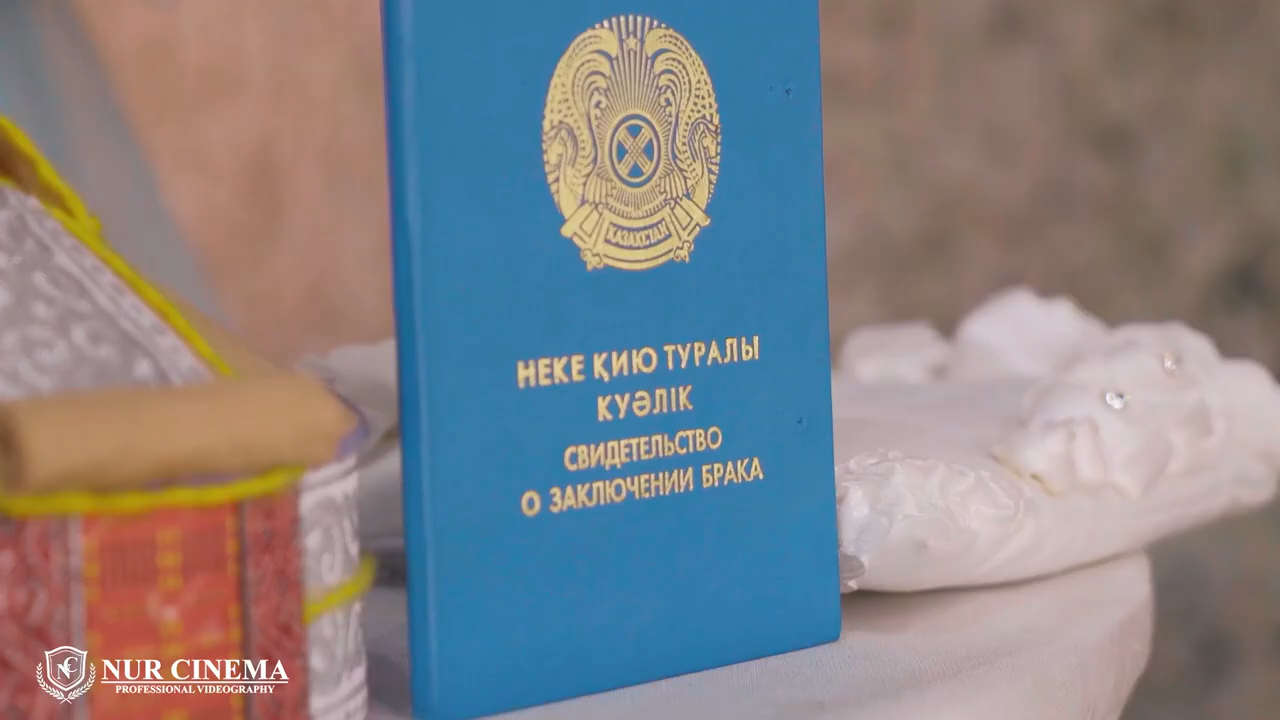 ҚАЗАҚСТАН
НЕКЕ ҚИЮ ТУРАЛЫ
КУӘЛІК
СВИДЕТЕЛЬСТВО
О ЗАКЛЮЧЕНИИ БРАКА
NUR CINEMA
PROFESSIONAL VIDEOGRAPHY